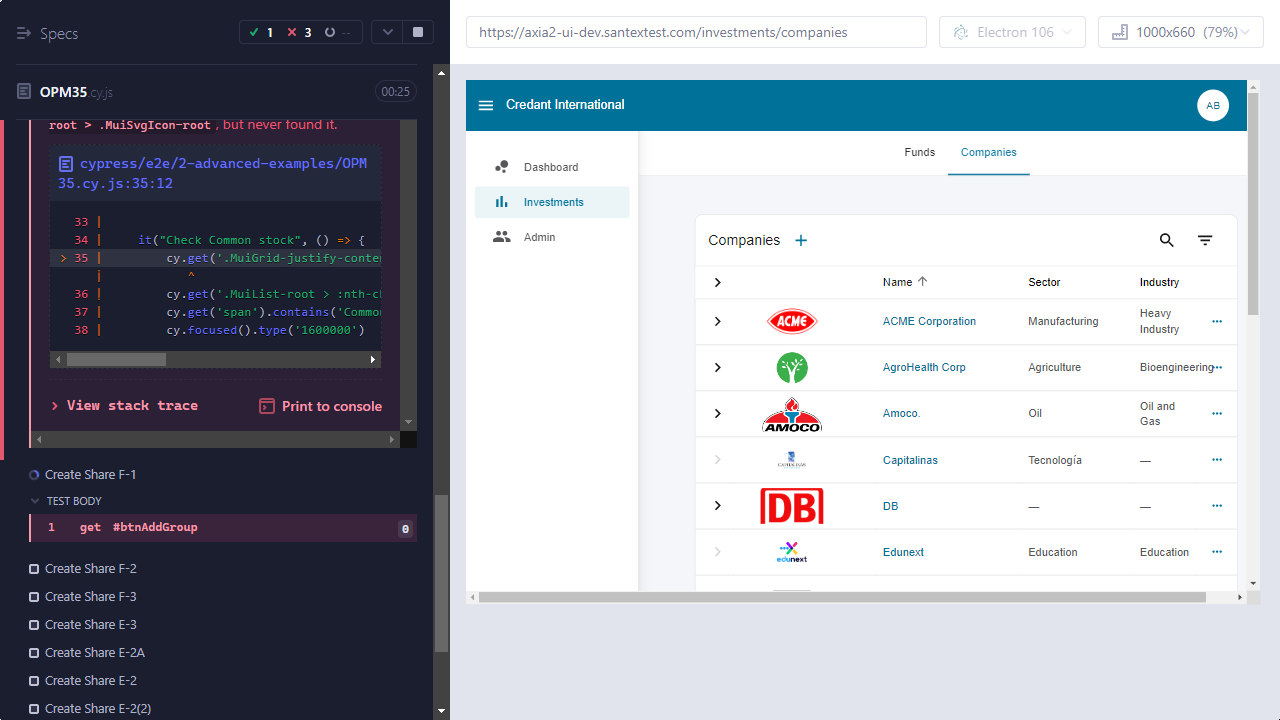 Specs
1
3
--
OPM35.cy.js
00:25
root > .MuiSvgIcon-root , but never found it.
cypress/e2e/2-advanced-examples/OPM
35.cy.js:35:12
33 |
34 | it("Check Common stock", () => {
> 35 | cy.get('.MuiGrid-justify-conte
| ^
36 | cy.get('.MuiList-root > :nth-c
37 | cy.get('span').contains('Commo
38 | cy.focused().type('1600000')
> View stack trace
Print to console
Create Share F-1
TEST BODY
1 get #btnAddGroup 0
Create Share F-2
Create Share F-3
Create Share E-3
Create Share E-2A
Create Share E-2
Create Share E-2(2)
https://axia2-ui-dev.santextest.com/investments/companies
Electron 106
1000x660 (79%)
Credant International
AB
Dashboard
Investments
Admin
Funds
Companies
Companies +
Name Sector Industry
ACME
ACME Corporation Manufacturing Heavy Industry ...
AgroHealth Corp Agriculture Bioengineering ...
AMOCO
Amoco. Oil Oil and Gas ...
CAPITALINAS
Capitalinas Tecnología — ...
DB
DB — — ...
edunext
Edunext Education Education ...